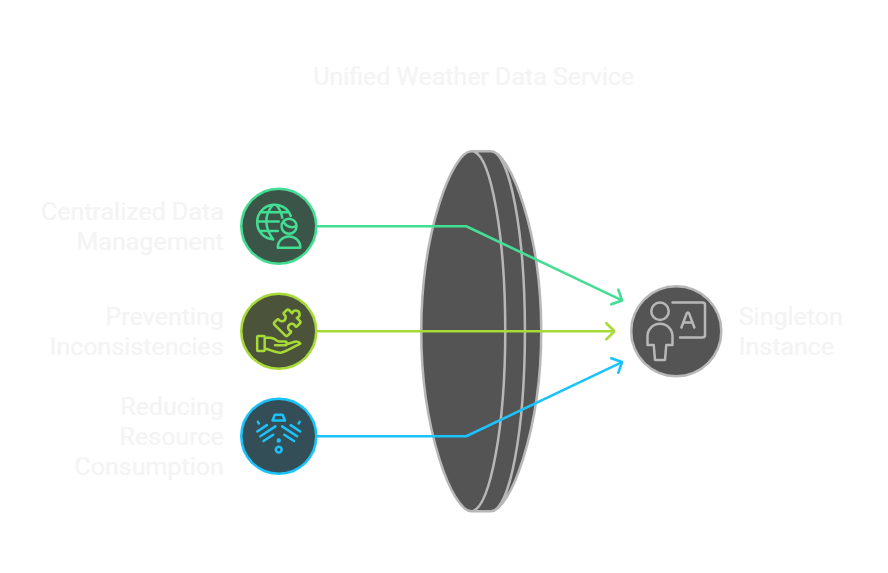 Unified Weather Data Service
Centralized Data
Management
Preventing
Inconsistencies
Reducing
Resource
Consumption
A
Singleton
Instance